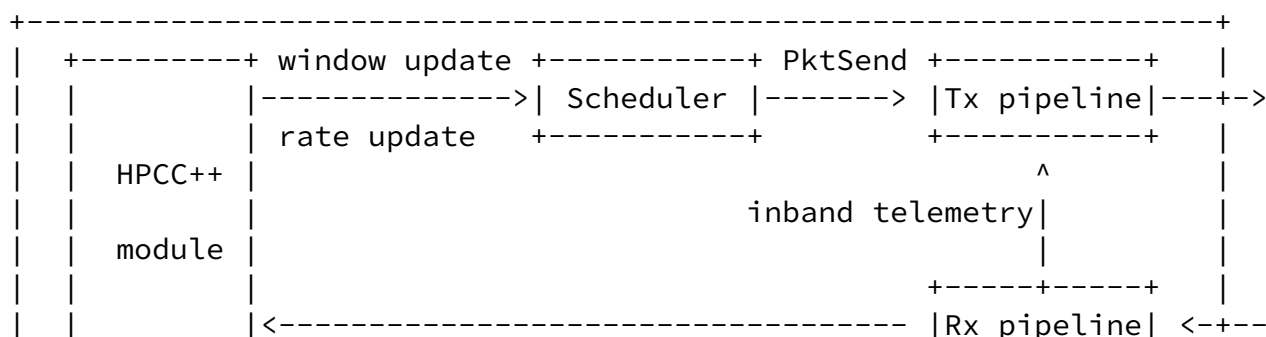 window update PktSend
Scheduler Tx pipeline
rate update
HPCC++
inband telemetry
module
Rx pipeline